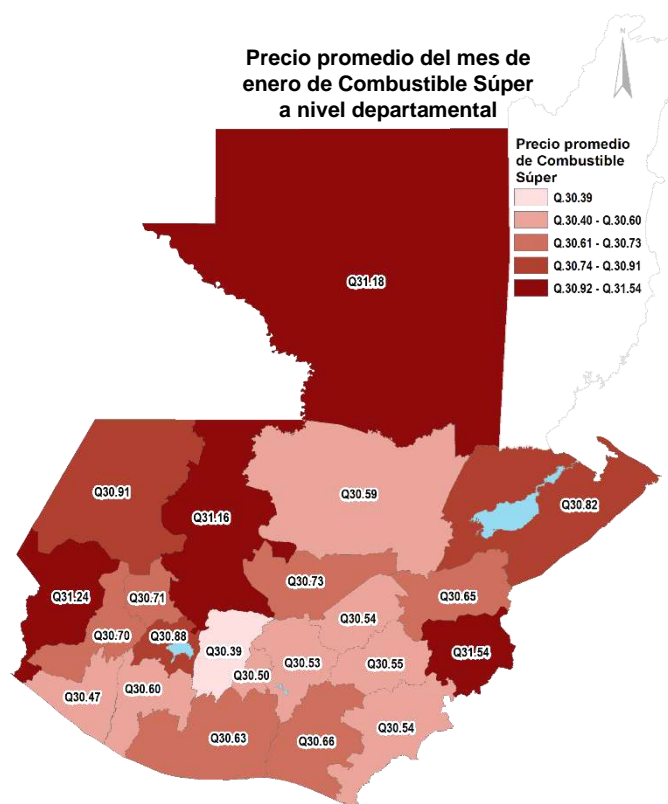 Precio promedio del mes de
enero de Combustible Súper
a nivel departamental
N
Precio promedio
de Combustible
Súper
Q.30.39
Q.30.40 - Q.30.60
Q.30.61 - Q.30.73
Q.30.74 - Q.30.91
Q.30.92 - Q.31.54
Q31.18
Q30.91
Q31.16
Q30.59
Q30.82
Q31.24
Q30.71
Q30.73
Q30.65
Q30.70
Q30.88
Q30.39
Q30.54
Q30.53
Q30.55
Q31.54
Q30.50
Q30.47
Q30.60
Q30.54
Q30.63
Q30.66